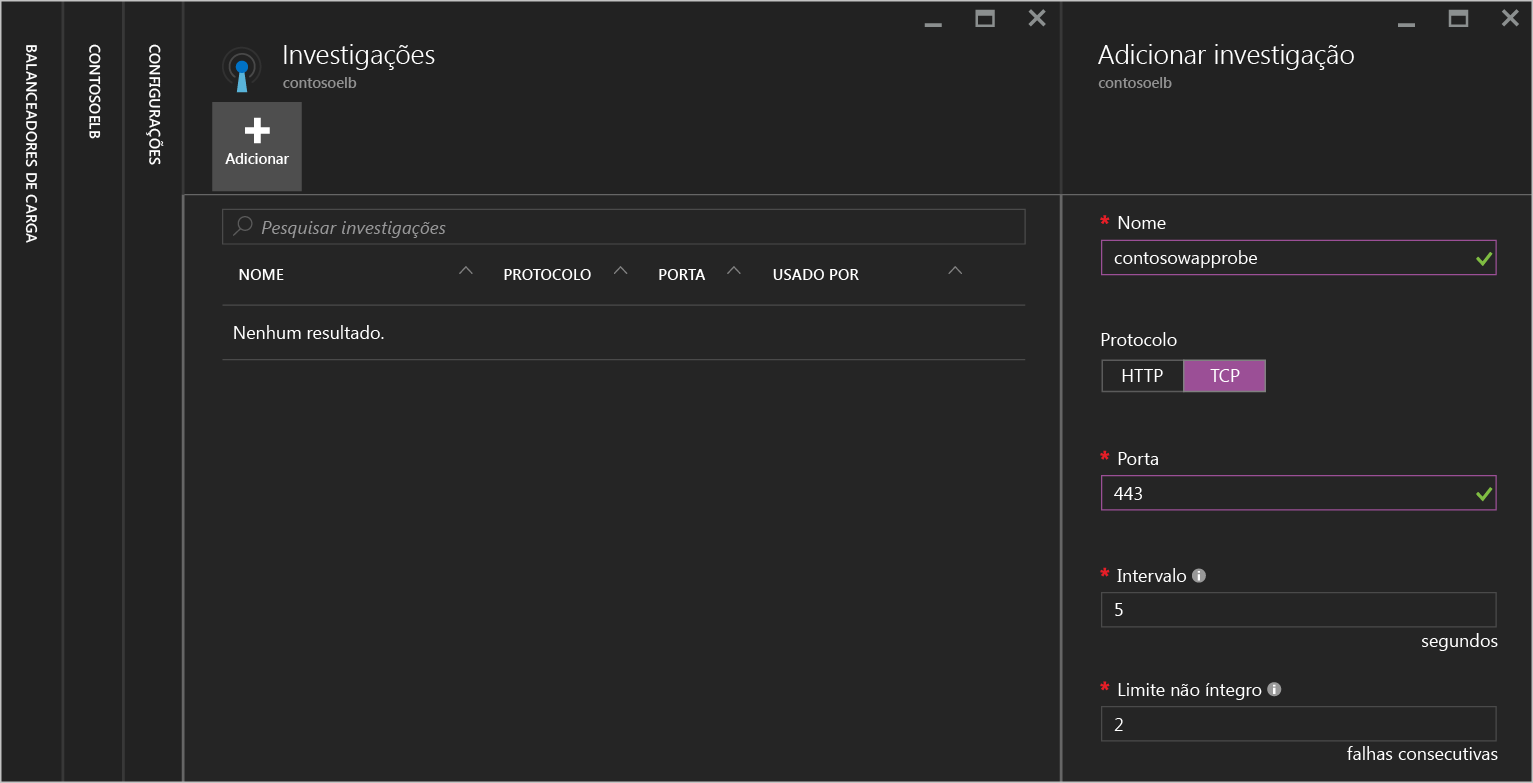 BALANCEADORES DE CARGA
CONTOSOELB
CONFIGURAÇÕES
Investigações
contosoelb
Adicionar
Pesquisar investigações
NOME PROTOCOLO PORTA USADO POR
Nenhum resultado.
Adicionar investigação
contosoelb
* Nome
contosowapprobe
Protocolo
HTTP TCP
* Porta
443
* Intervalo
5
segundos
* Limite não íntegro
2
falhas consecutivas